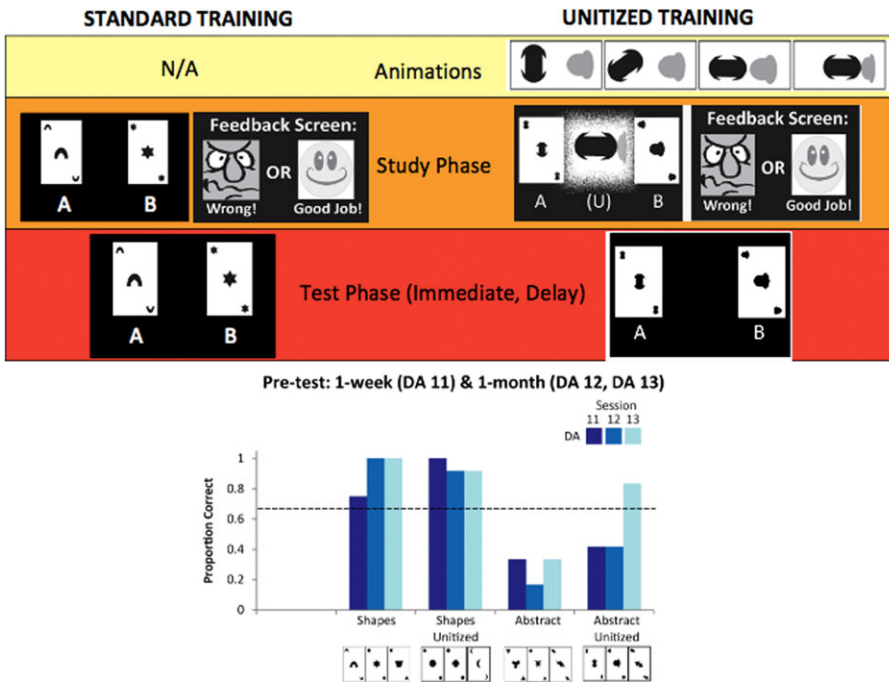 STANDARD TRAINING
UNITIZED TRAINING
N/A
Animations
Feedback Screen:
OR
A
B
Wrong!
Good Job!
Study Phase
A
(U)
B
Feedback Screen:
OR
Wrong!
Good Job!
A
B
Test Phase (Immediate, Delay)
A
B
Pre-test: 1-week (DA 11) & 1-month (DA 12, DA 13)
Session
11 12 13
DA
Proportion Correct
1
0.8
0.6
0.4
0.2
0
Shapes
Shapes
Unitized
Abstract
Abstract
Unitized